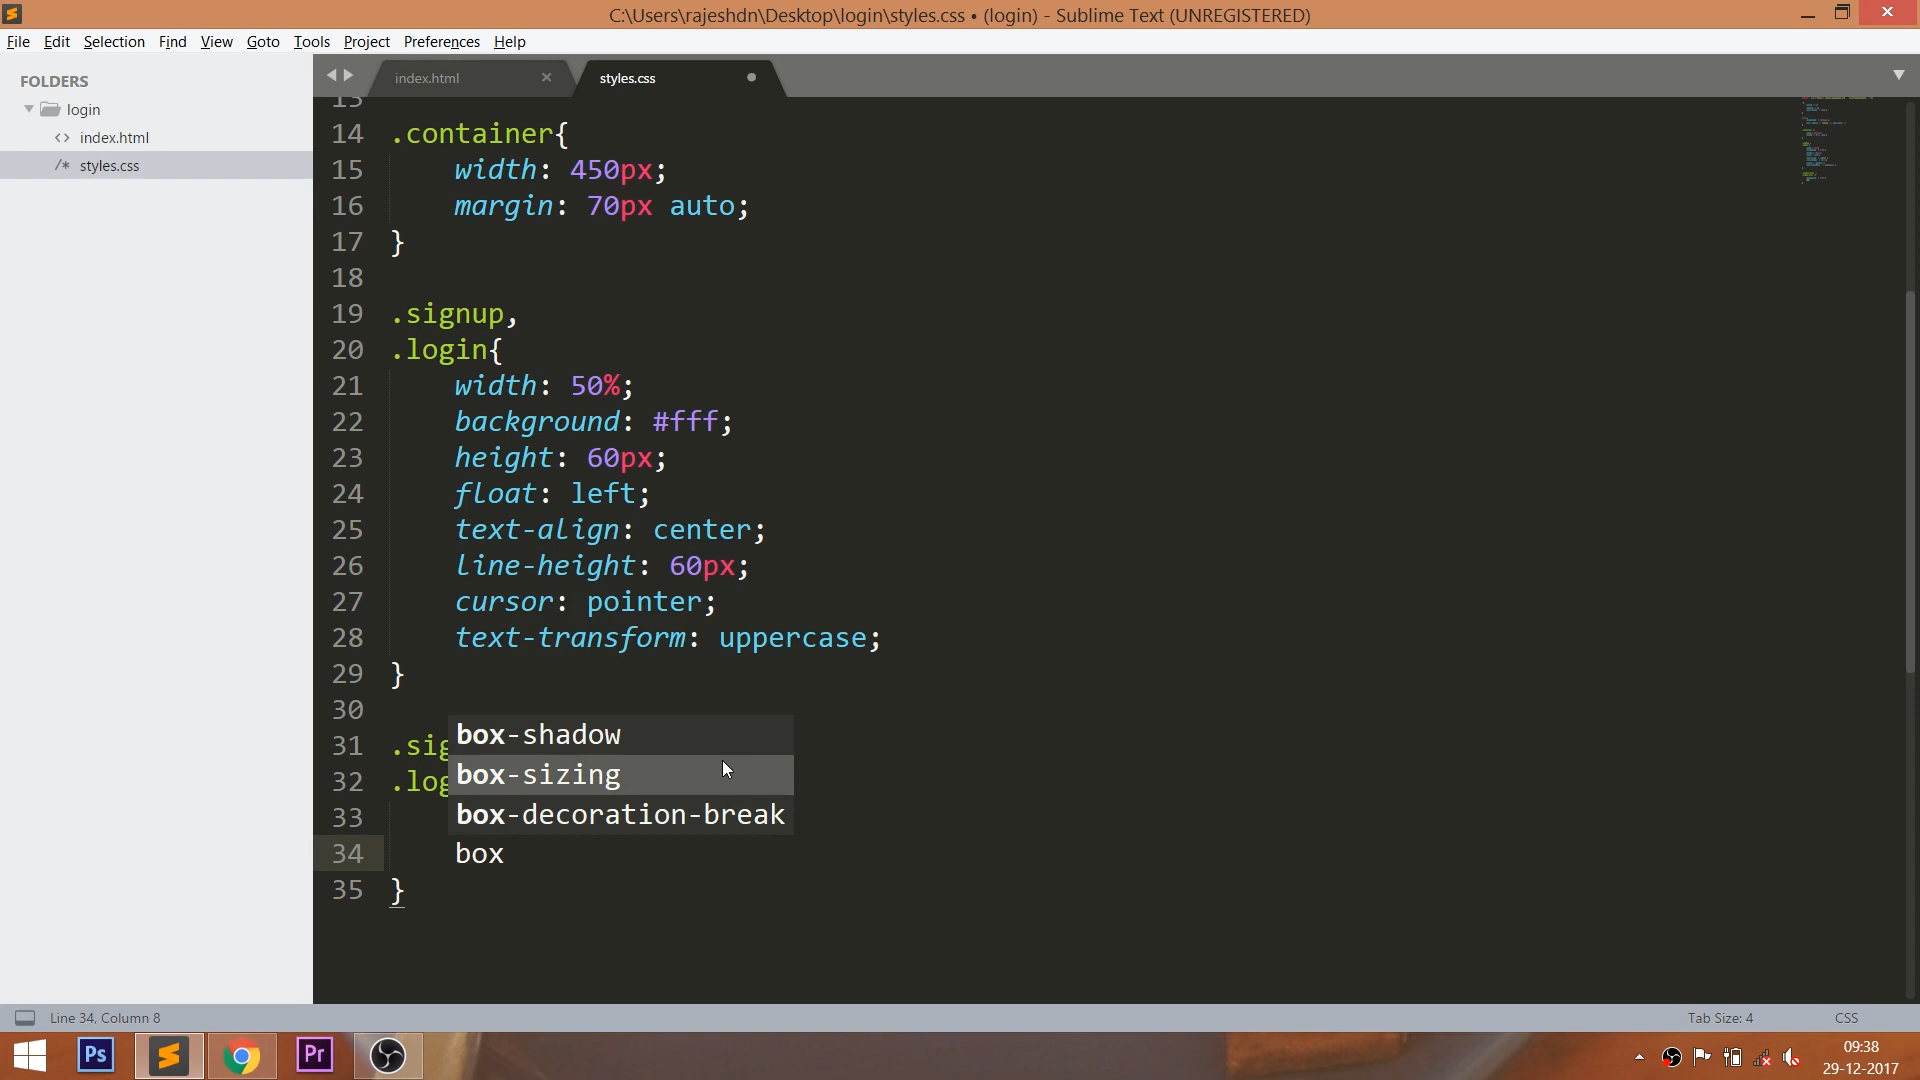 C:\Users\rajeshdn\Desktop\login\styles.css • (login) - Sublime Text (UNREGISTERED)
File Edit Selection Find View Goto Tools Project Preferences Help
FOLDERS
login
<> index.html
/* styles.css
index.html × styles.css
13
14 .container{
15 width: 450px;
16 margin: 70px auto;
17 }
18
19 .signup,
20 .login{
21 width: 50%;
22 background: #fff;
23 height: 60px;
24 float: left;
25 text-align: center;
26 line-height: 60px;
27 cursor: pointer;
28 text-transform: uppercase;
29 }
30
box-shadow
31 .sig
box-sizing
32 .log
box-decoration-break
33
34 box
35 }
Line 34, Column 8
Tab Size: 4 CSS
Ps Pr
09:38
29-12-2017